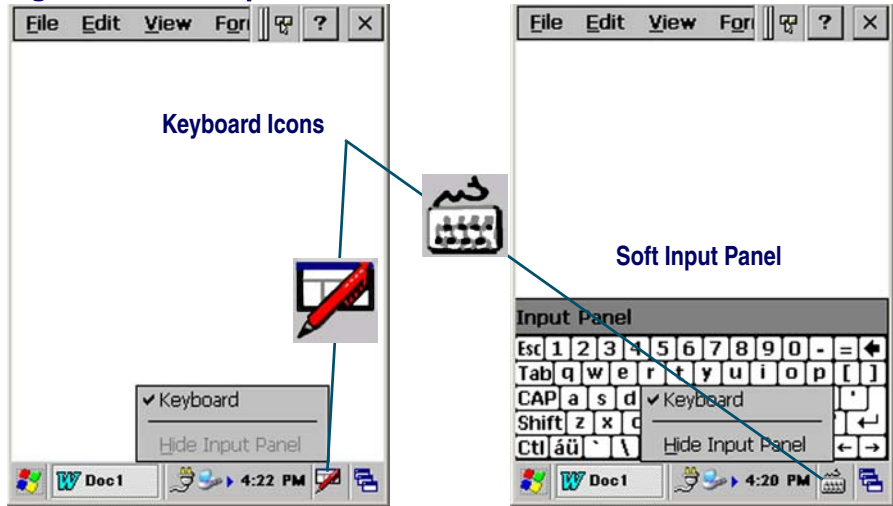 File Edit View For ? ×
Keyboard Icons
Keyboard
Hide Input Panel
Doc1 4:22 PM
File Edit View For ? ×
Soft Input Panel
Input Panel
Esc 1 2 3 4 5 6 7 8 9 0 - =
Tab q w e r t y u i o p [ ]
CAP a s d '
Keyboard
Shift z x
Hide Input Panel
Ctl áü ` \
Doc1 4:20 PM